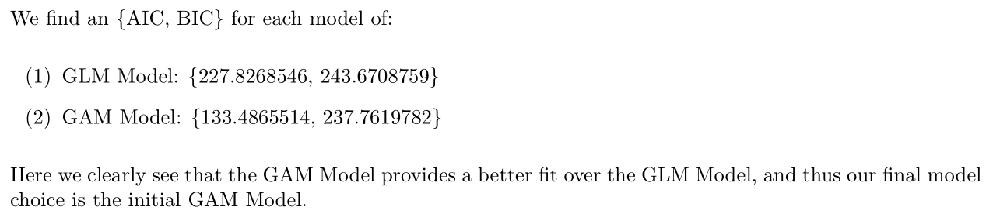 We find an {AIC, BIC} for each model of:
(1) GLM Model: {227.8268546, 243.6708759}
(2) GAM Model: {133.4865514, 237.7619782}
Here we clearly see that the GAM Model provides a better fit over the GLM Model, and thus our final model
choice is the initial GAM Model.